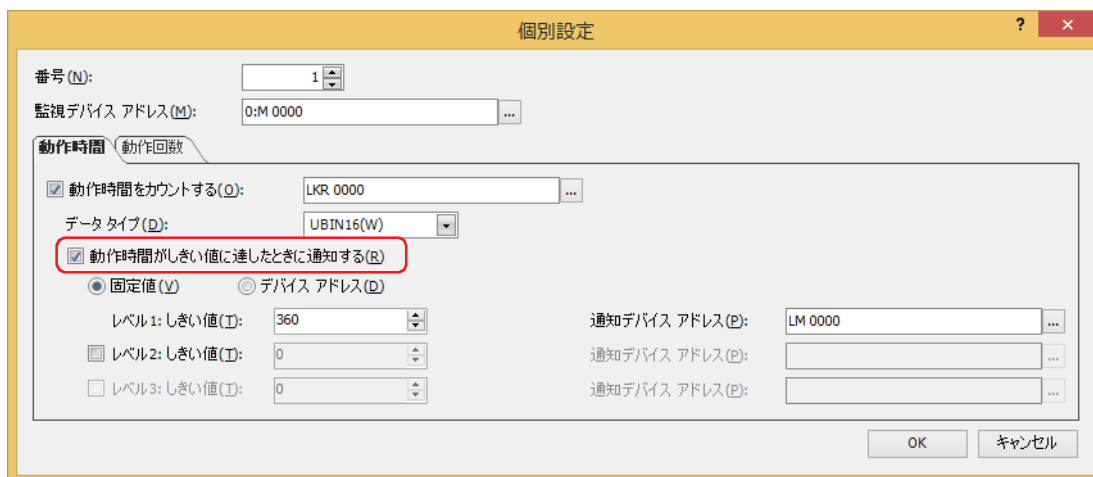 個別設定
? ×
番号(N): 1
監視デバイス アドレス(M): 0:M 0000 ...
動作時間 動作回数
動作時間をカウントする(O): LKR 0000 ...
データ タイプ(D): UBIN16(W)
動作時間がしきい値に達したときに通知する(R)
固定値(V) デバイス アドレス(D)
レベル1: しきい値(T): 360 通知デバイス アドレス(P): LM 0000 ...
レベル2: しきい値(T): 0 通知デバイス アドレス(P): ...
レベル3: しきい値(T): 0 通知デバイス アドレス(P): ...
OK キャンセル